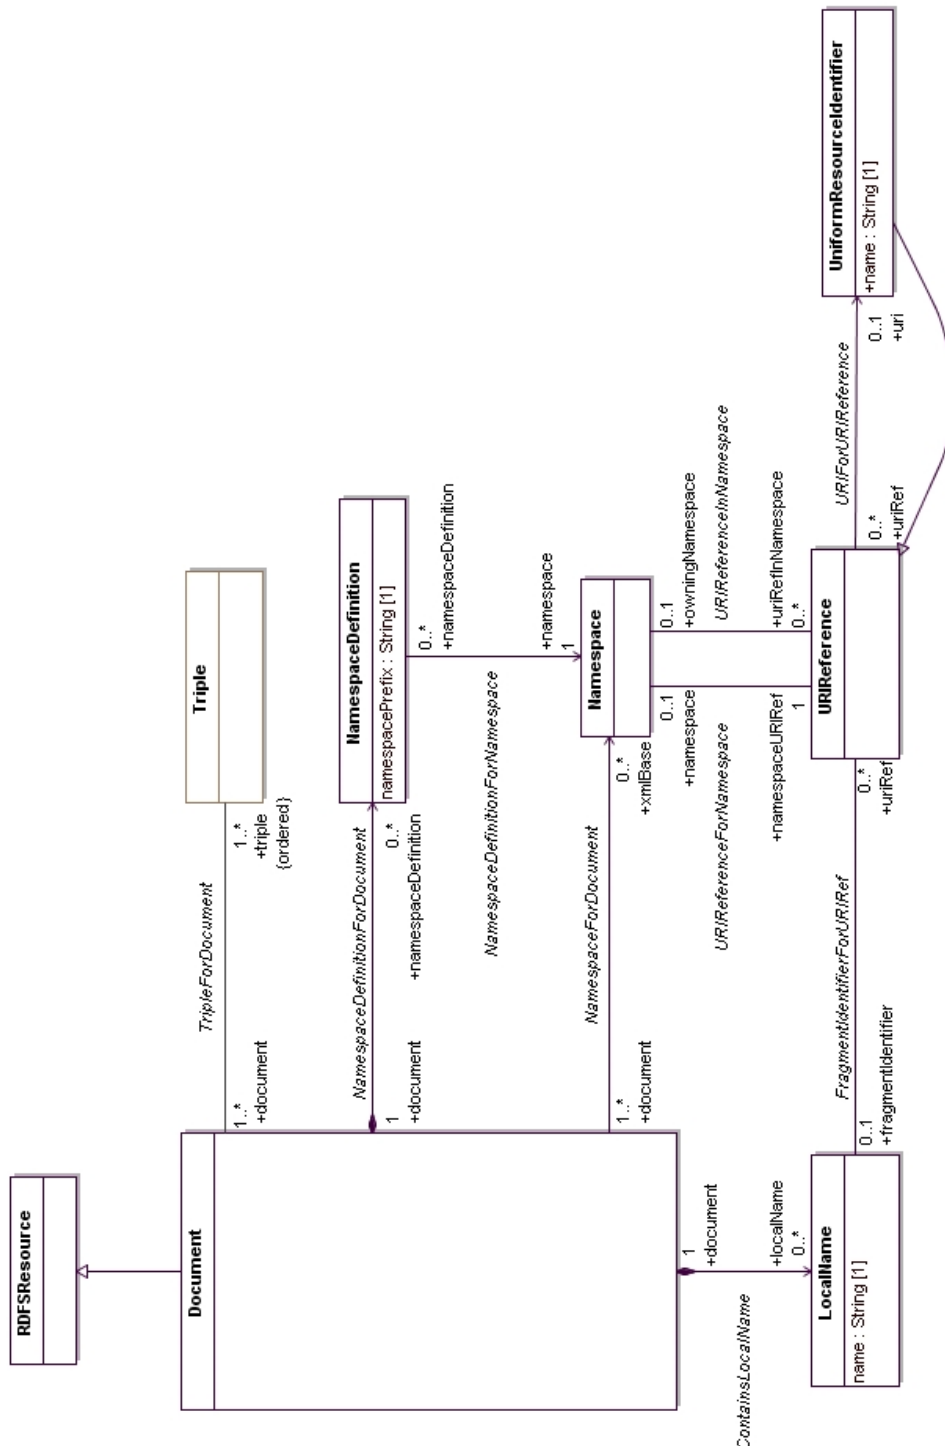 RDFSResource
Document
TripleForDocument
1..*
+document
1..*
+triple
{ordered}
Triple
NamespaceDefinitionForDocument
1
+document
0..*
+namespaceDefinition
NamespaceDefinition
namespacePrefix : String [1]
0..*
+namespaceDefinition
NamespaceDefinitionForNamespace
+namespace
1
NamespaceForDocument
1..*
+document
0..*
+xmlBase
Namespace
0..1
+namespace
URIReferenceForNamespace
+namespaceURIRef
1
0..1
+owningNamespace
URIReferenceInNamespace
+uriRefInNamespace
0..*
1
+document
ContainsLocalName
+localName
0..*
LocalName
name : String [1]
0..1
+fragmentIdentifier
FragmentIdentifierForURIRef
0..*
+uriRef
URIReference
0..*
+uriRef
URIForURIReference
0..1
+uri
UniformResourceIdentifier
+name : String [1]